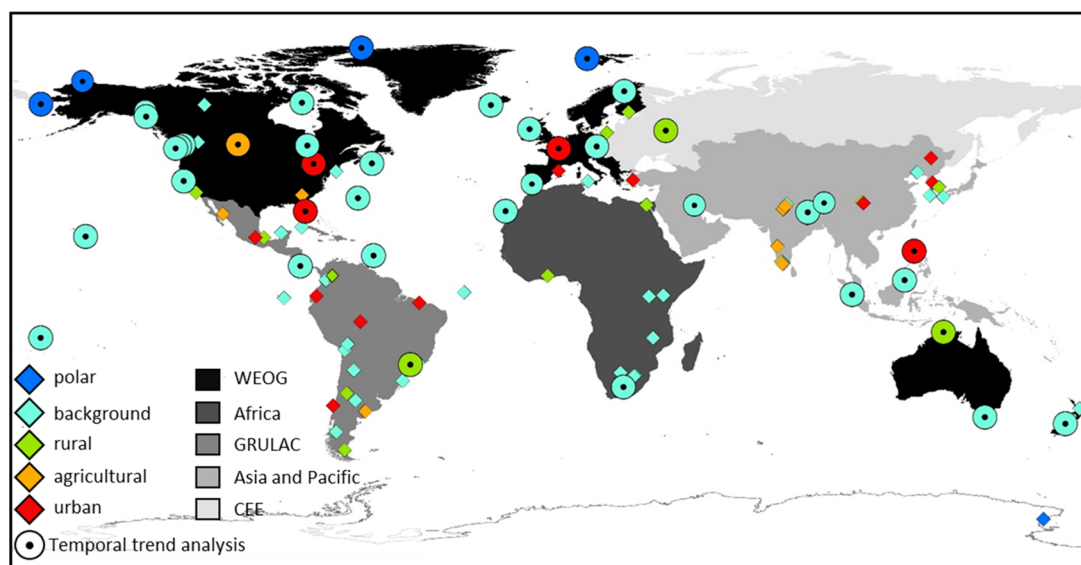 polar
background
rural
agricultural
urban
Temporal trend analysis
WEOG
Africa
GRULAC
Asia and Pacific
CEE